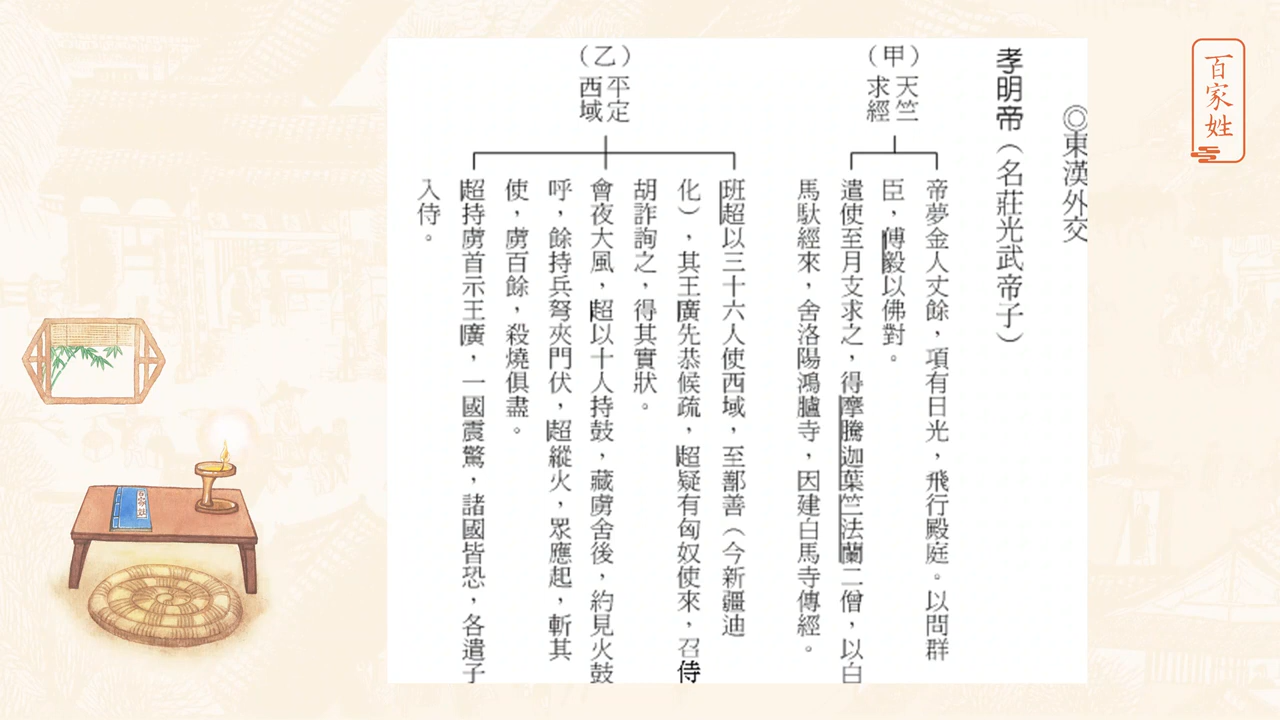 百家姓
◎東漢外交
孝明帝（名莊光武帝子）
（甲）
天竺
求經
帝夢金人丈餘，項有日光，飛行殿庭。以問群
臣，傅毅以佛對。
遣使至月支求之，得摩騰迦葉竺法蘭二僧，以白
馬馱經來，舍洛陽鴻臚寺，因建白馬寺傳經。
（乙）
平定
西域
班超以三十六人使西域，至鄯善（今新疆迪
化），其王廣先恭候疏，超疑有匈奴使來，召侍
胡詐詢之，得其實狀。
會夜大風，超以十人持鼓，藏虜舍後，約見火鼓
呼，餘持兵弩夾門伏，超縱火，眾應起，斬其
使，虜百餘，殺燒俱盡。
超持虜首示王廣，一國震驚，諸國皆恐，各遣子
入侍。
百家姓